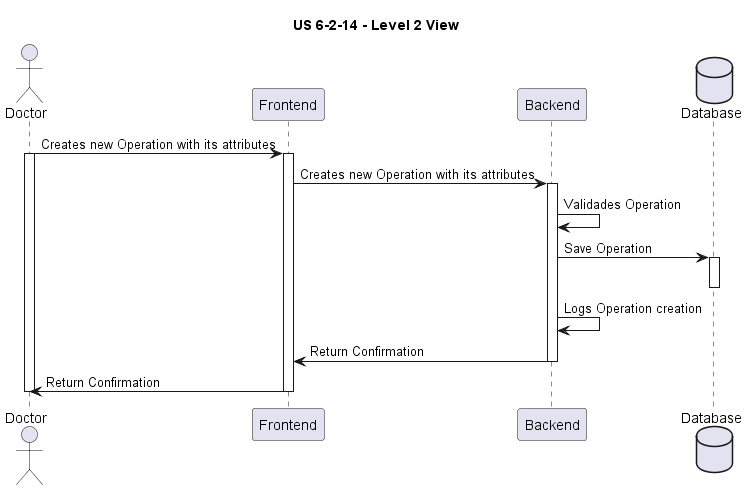 US 6-2-14 - Level 2 View
Doctor
Frontend
Backend
Database
Creates new Operation with its attributes
Creates new Operation with its attributes
Validades Operation
Save Operation
Logs Operation creation
Return Confirmation
Return Confirmation
Doctor
Frontend
Backend
Database